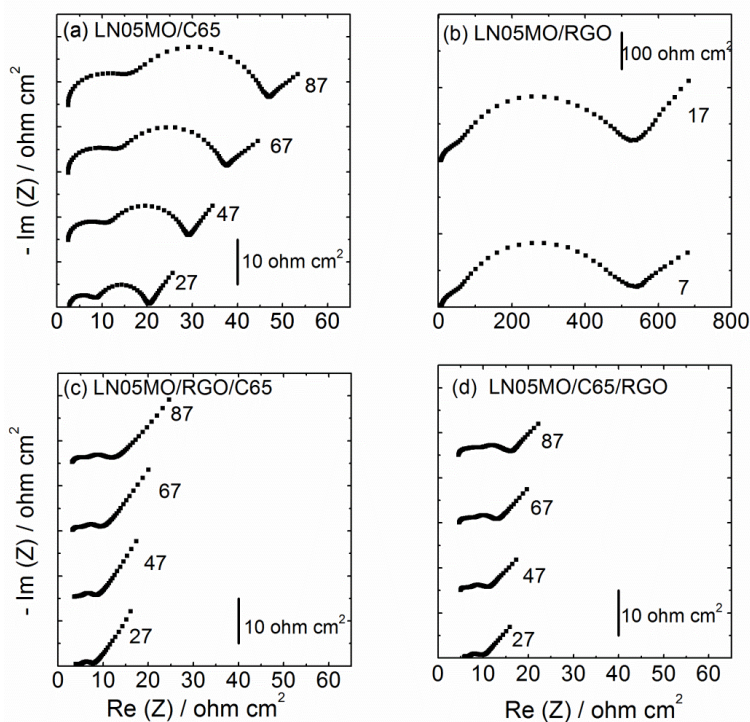 (a) LN05MO/C65
87
67
47
10 ohm cm2
27
0 10 20 30 40 50 60
- Im (Z) / ohm cm2
(b) LN05MO/RGO
100 ohm cm2
17
7
0 200 400 600 800
(c) LN05MO/RGO/C65
87
67
47
10 ohm cm2
27
0 10 20 30 40 50 60
- Im (Z) / ohm cm2
Re (Z) / ohm cm2
(d) LN05MO/C65/RGO
87
67
47
10 ohm cm2
27
0 10 20 30 40 50 60
Re (Z) / ohm cm2